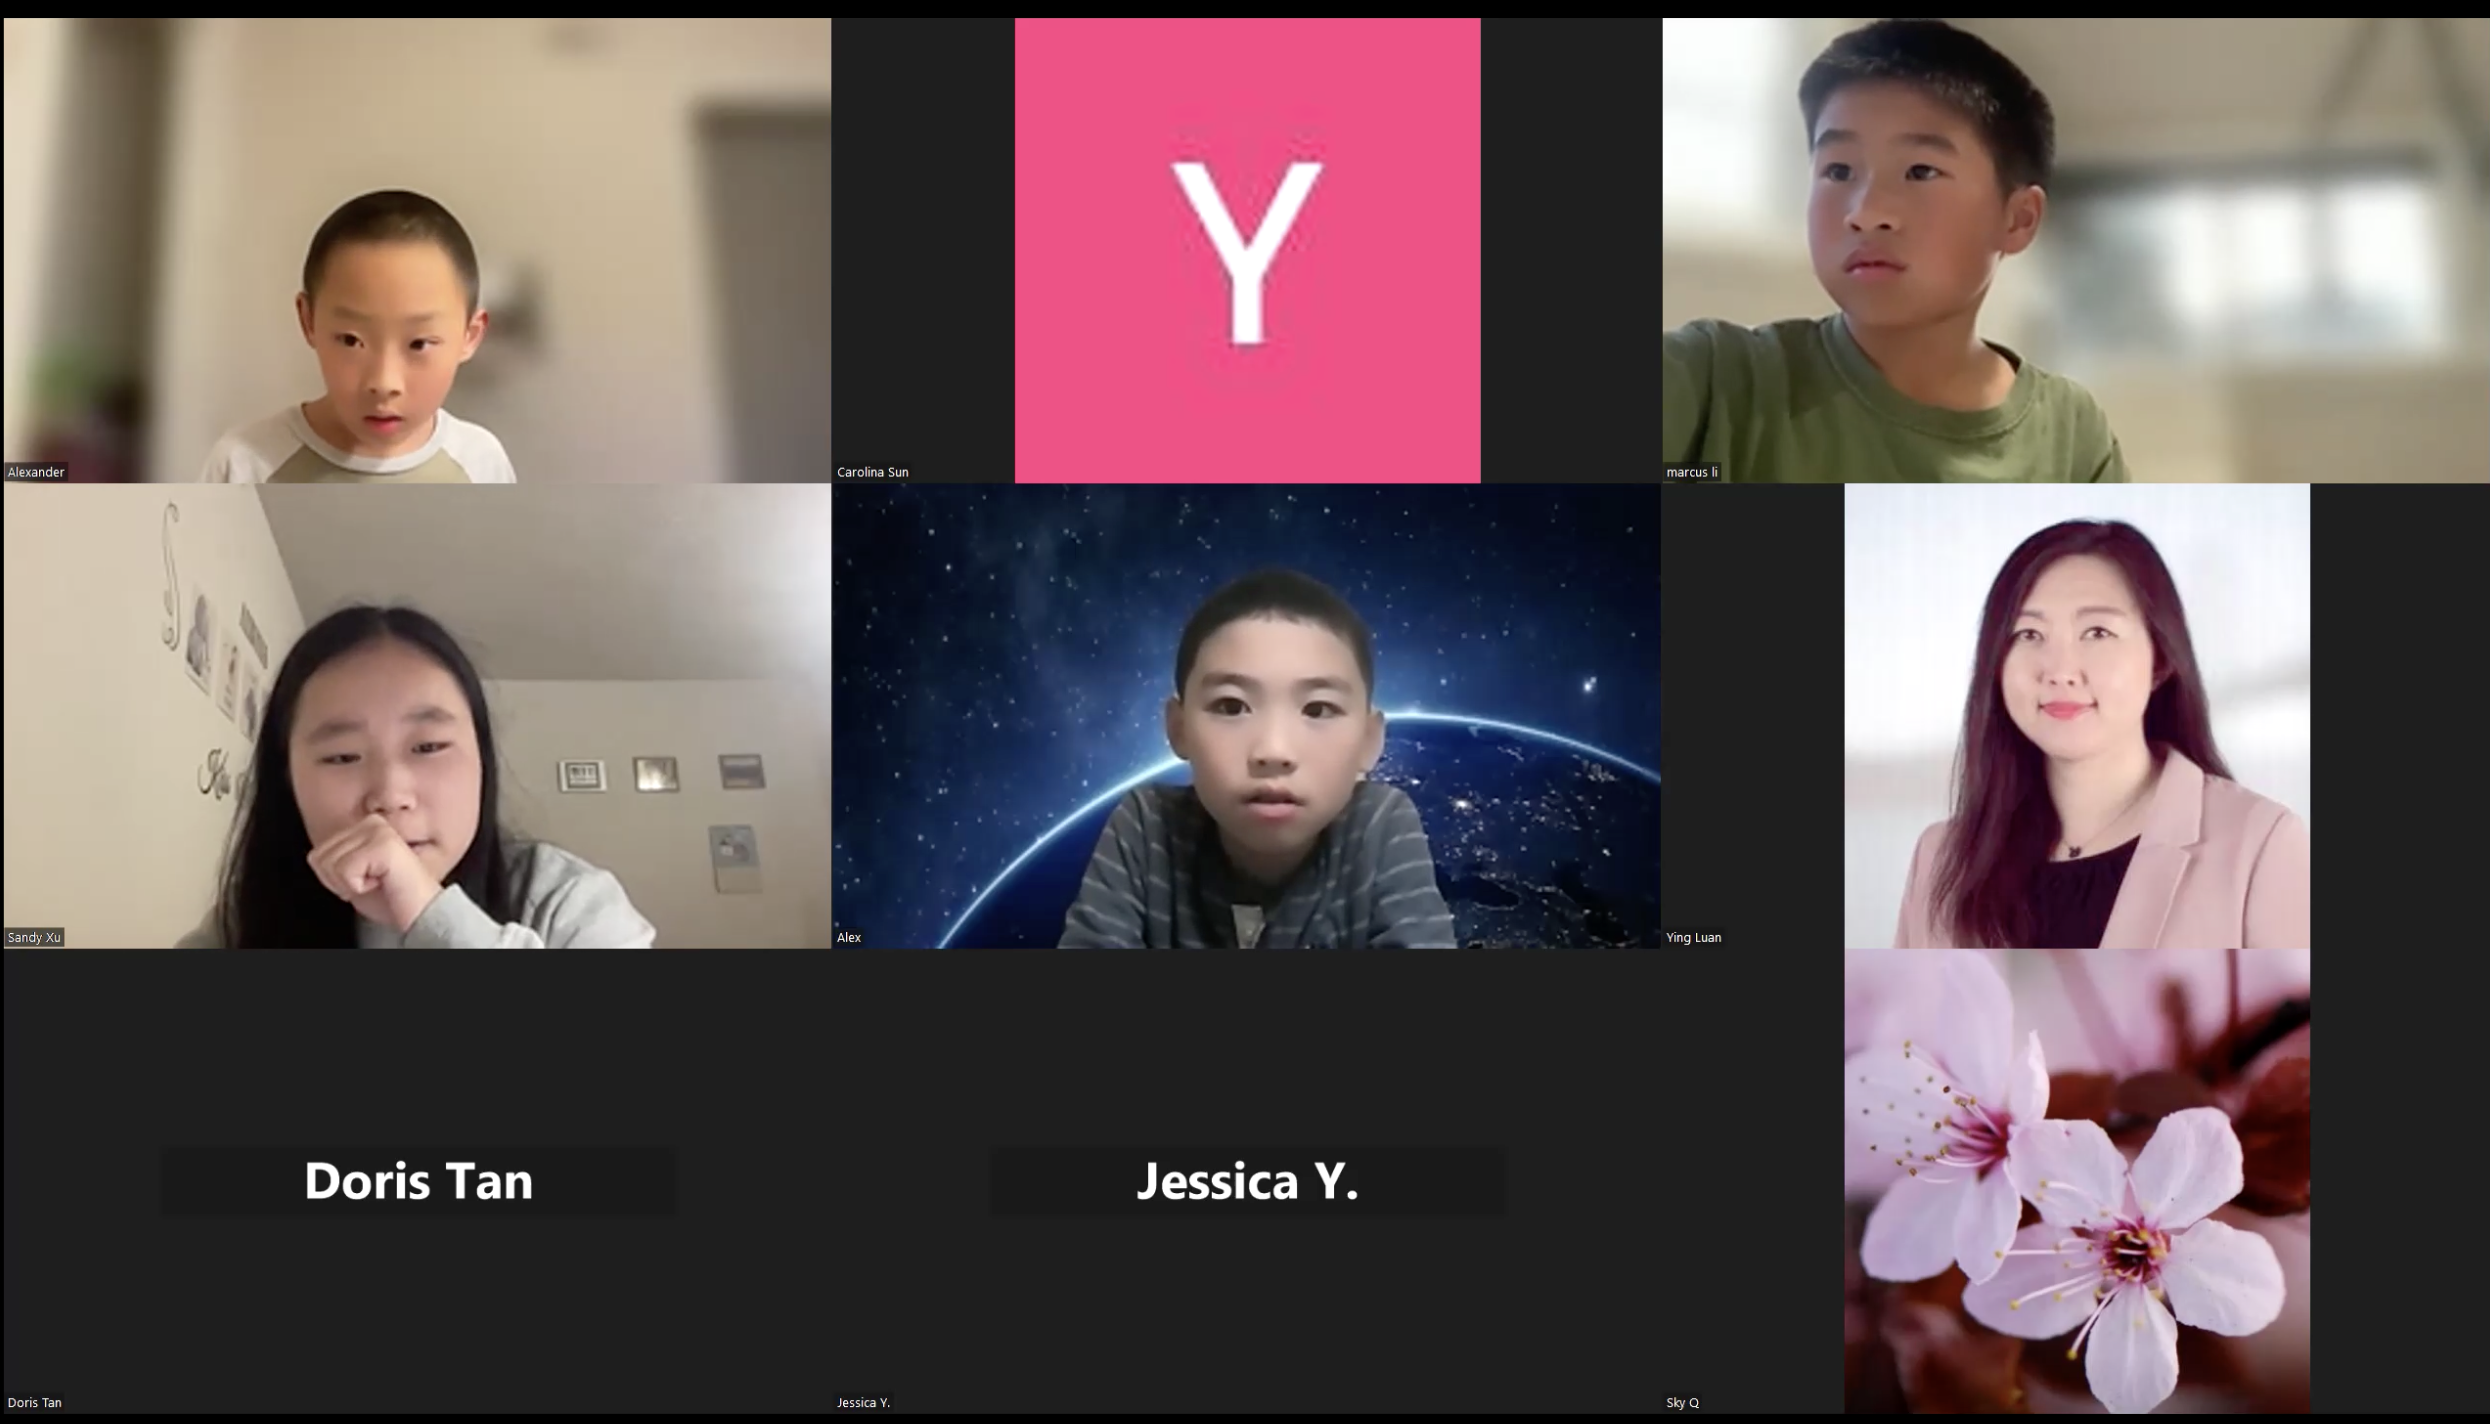 Y
Alexander
Carolina Sun
marcus li
Sandy Xu
Alex
Ying Luan
Doris Tan
Jessica Y.
Doris Tan
Jessica Y.
Sky Q